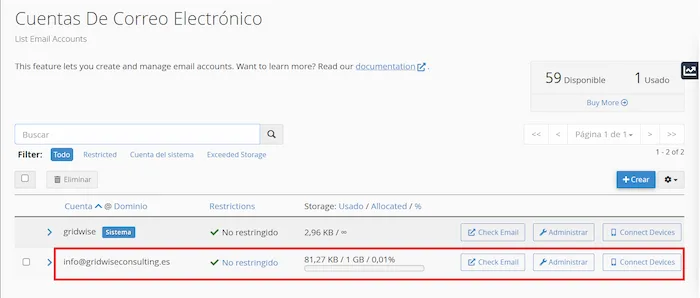 Cuentas De Correo Electrónico
List Email Accounts
This feature lets you create and manage email accounts. Want to learn more? Read our documentation .
59 Disponible 1 Usado
Buy More
Buscar
<< < Página 1 de 1 > >>
Filter: Todo Restricted Cuenta del sistema Exceeded Storage
1 - 2 of 2
Eliminar
+ Crear
Cuenta @ Dominio Restrictions Storage: Usado / Allocated / %
gridwise Sistema No restringido 2,96 KB / ∞ Check Email Administrar Connect Devices
info@gridwiseconsulting.es No restringido 81,27 KB / 1 GB / 0,01% Check Email Administrar Connect Devices